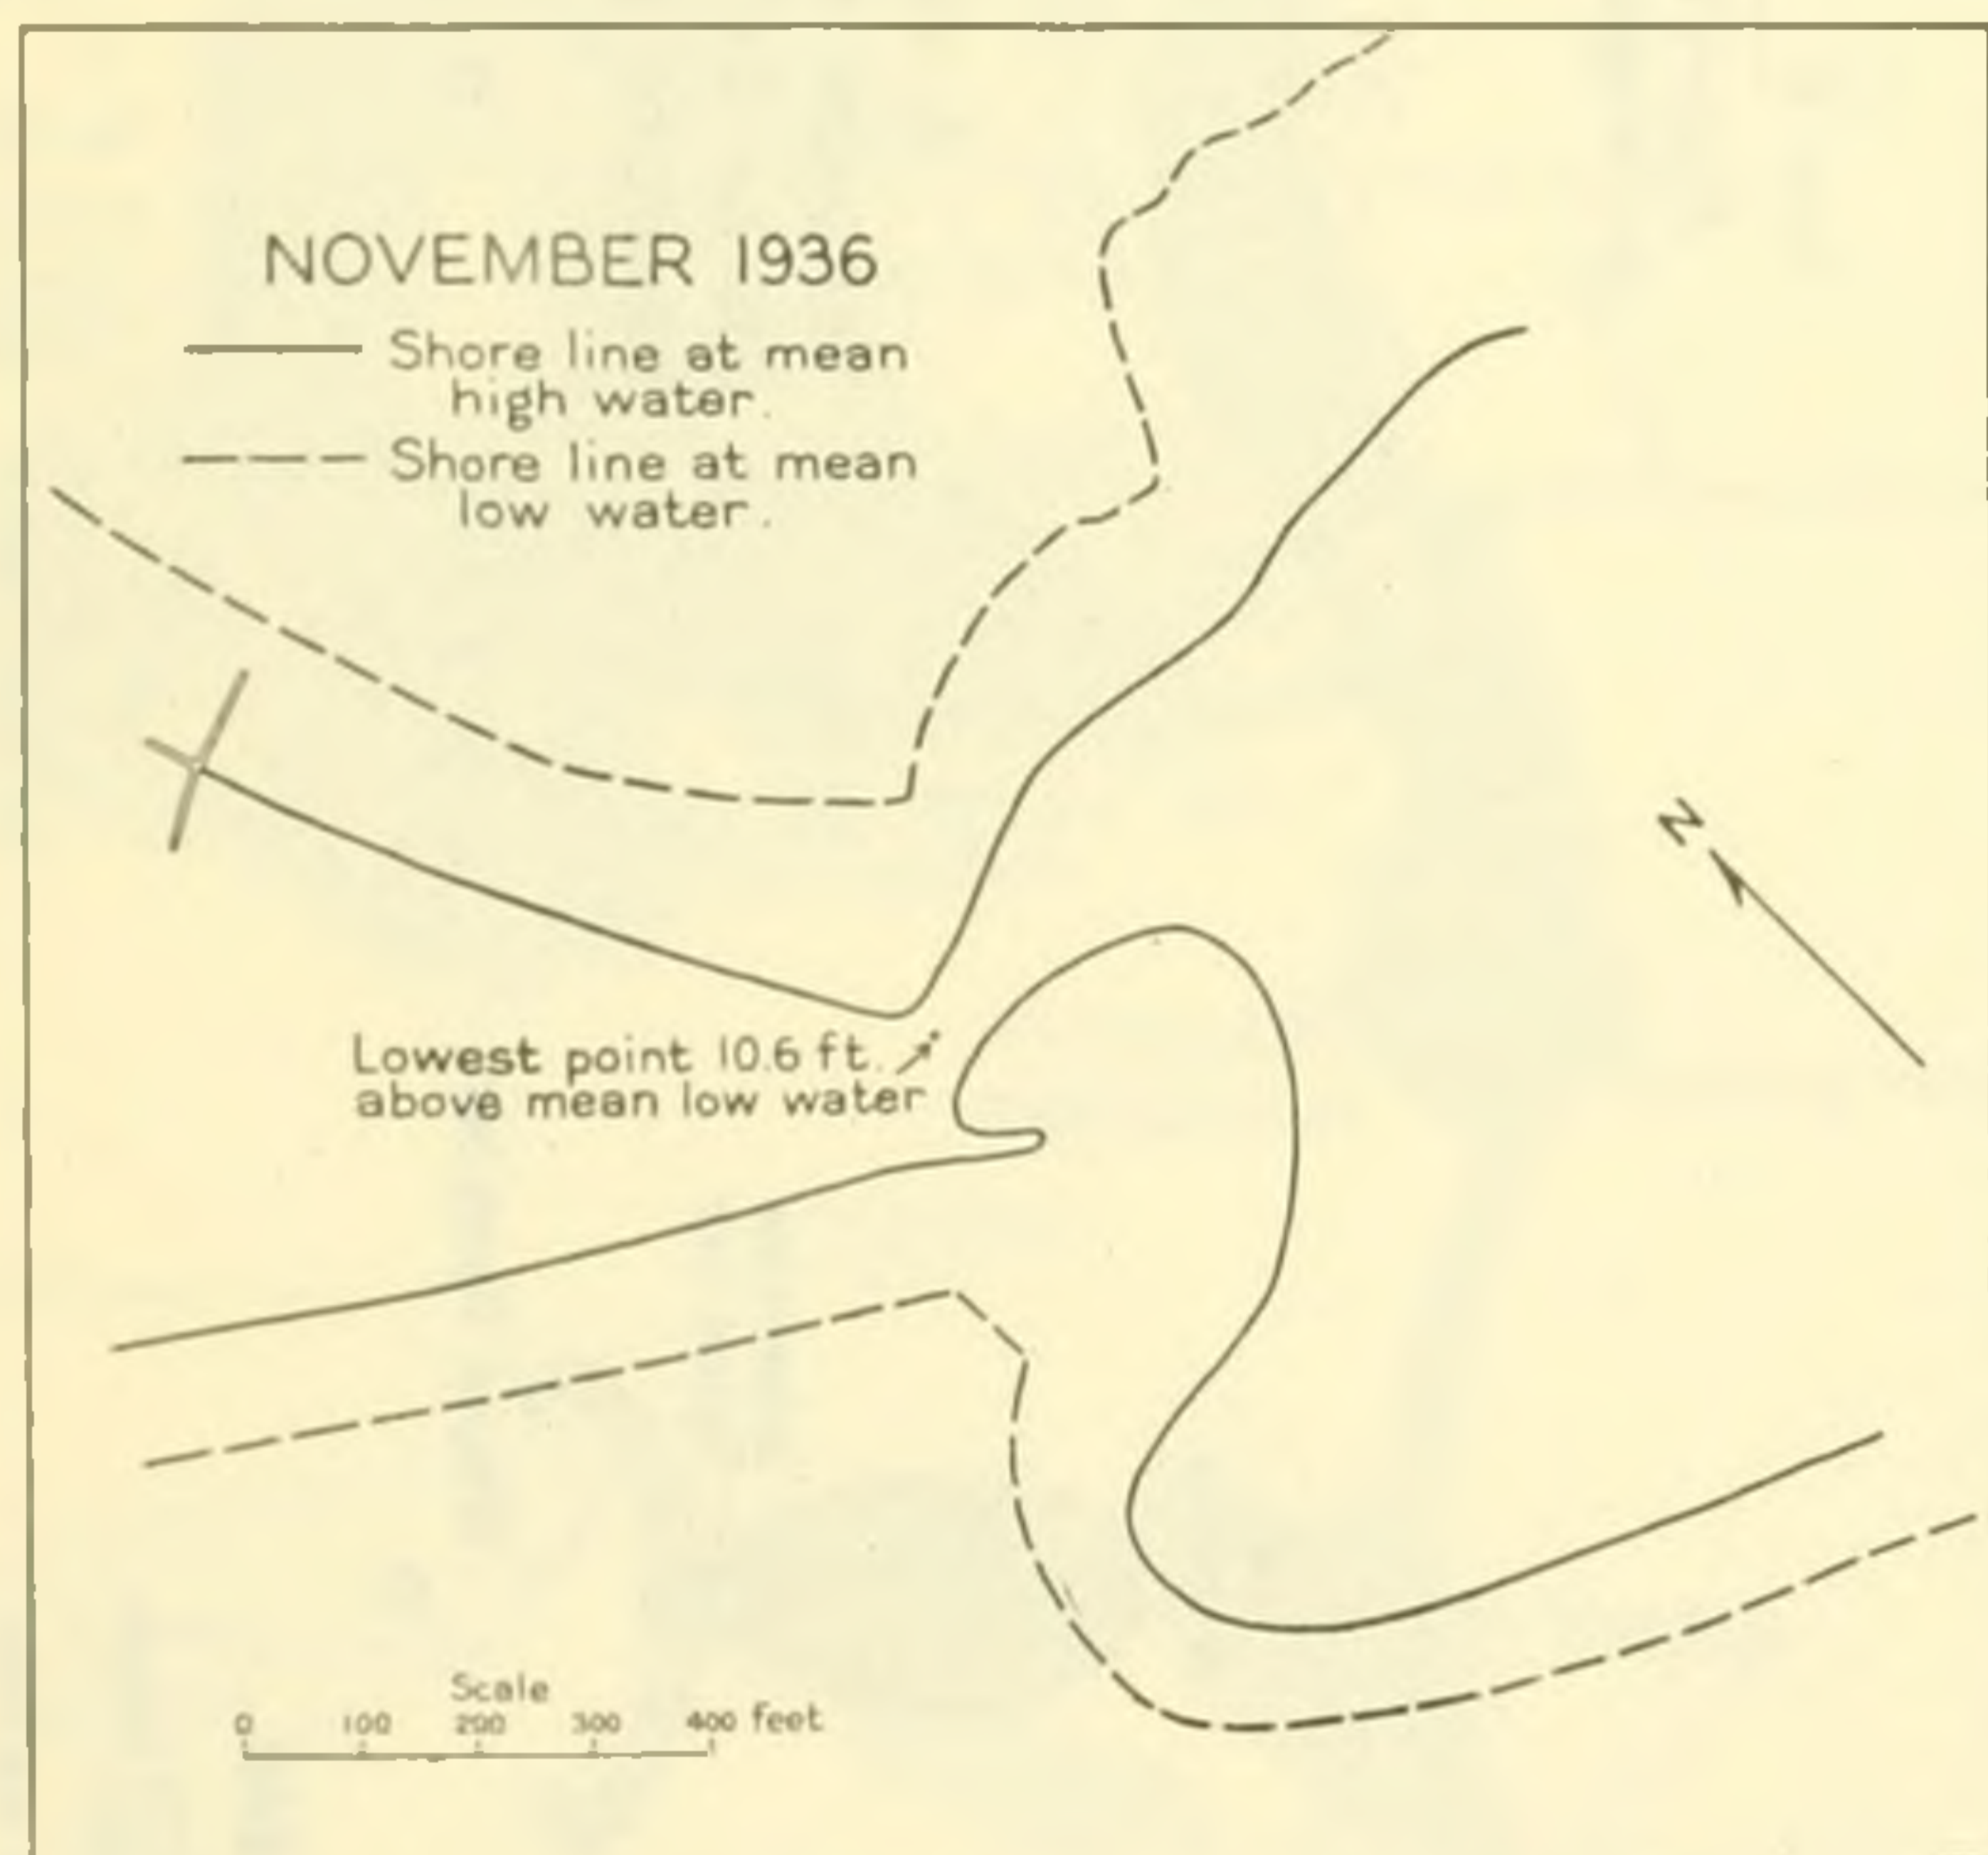 NOVEMBER 1936
Shore line at mean
high water.
Shore line at mean
low water.
N
Lowest point 10.6 ft.
above mean low water
Scale
0 100 200 300 400 feet